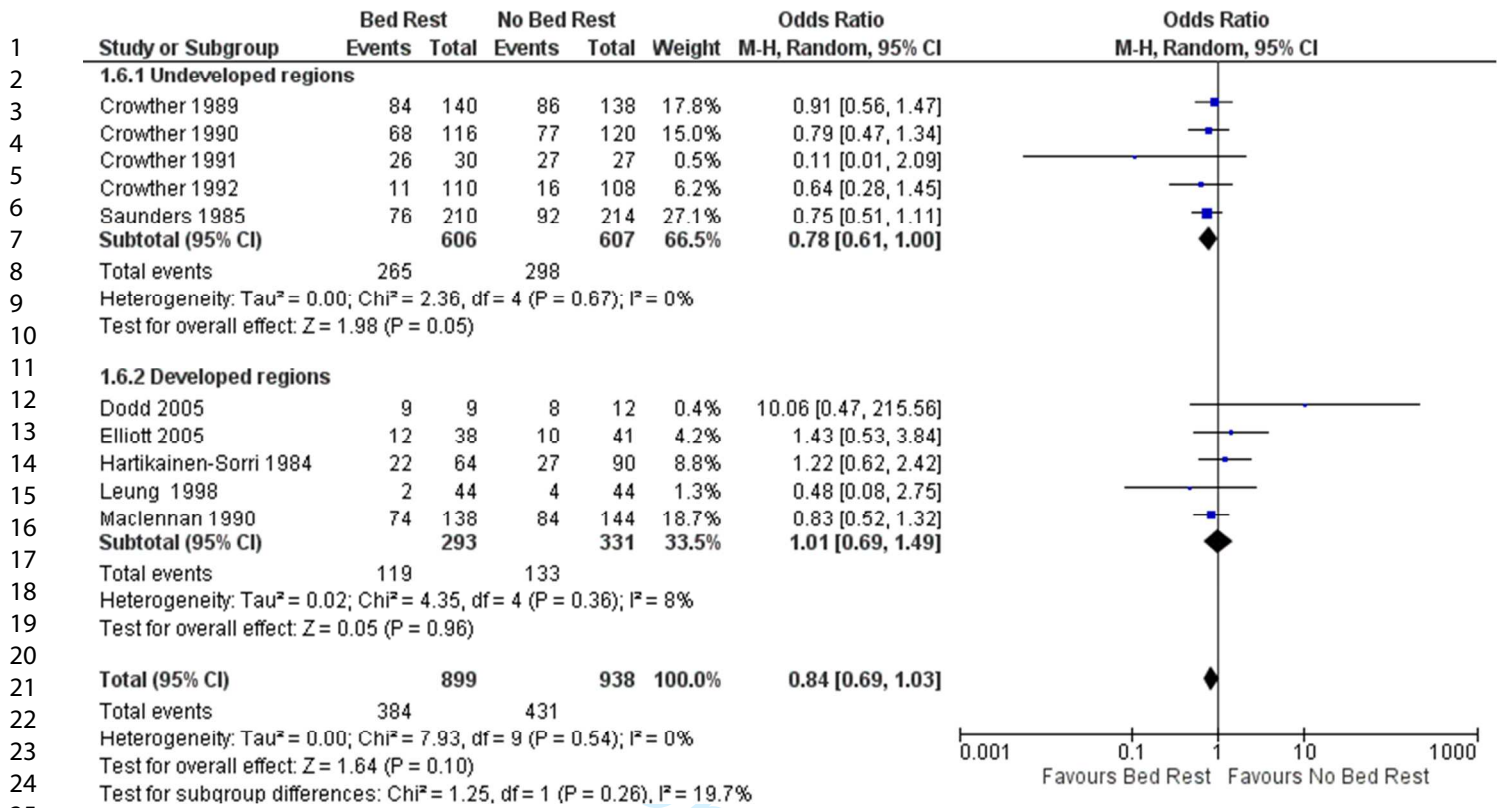 Bed Rest No Bed Rest Odds Ratio Odds Ratio
1 Study or Subgroup Events Total Events Total Weight M-H, Random, 95% CI M-H, Random, 95% CI
2 1.6.1 Undeveloped regions
3 Crowther 1989 84 140 86 138 17.8% 0.91 [0.56, 1.47]
4 Crowther 1990 68 116 77 120 15.0% 0.79 [0.47, 1.34]
Crowther 1991 26 30 27 27 0.5% 0.11 [0.01, 2.09]
5 Crowther 1992 11 110 16 108 6.2% 0.64 [0.28, 1.45]
6 Saunders 1985 76 210 92 214 27.1% 0.75 [0.51, 1.11]
7 Subtotal (95% CI) 606 607 66.5% 0.78 [0.61, 1.00]
8 Total events 265 298
9 Heterogeneity: Tau² = 0.00; Chi² = 2.36, df = 4 (P = 0.67); I² = 0%
10 Test for overall effect: Z = 1.98 (P = 0.05)
11 1.6.2 Developed regions
12 Dodd 2005 9 9 8 12 0.4% 10.06 [0.47, 215.56]
13 Elliott 2005 12 38 10 41 4.2% 1.43 [0.53, 3.84]
14 Hartikainen-Sorri 1984 22 64 27 90 8.8% 1.22 [0.62, 2.42]
15 Leung 1998 2 44 4 44 1.3% 0.48 [0.08, 2.75]
16 Maclennan 1990 74 138 84 144 18.7% 0.83 [0.52, 1.32]
Subtotal (95% CI) 293 331 33.5% 1.01 [0.69, 1.49]
17 Total events 119 133
18 Heterogeneity: Tau² = 0.02; Chi² = 4.35, df = 4 (P = 0.36); I² = 8%
19 Test for overall effect: Z = 0.05 (P = 0.96)
20
21 Total (95% CI) 899 938 100.0% 0.84 [0.69, 1.03]
22 Total events 384 431
23 Heterogeneity: Tau² = 0.00; Chi² = 7.93, df = 9 (P = 0.54); I² = 0%
0.001 0.1 1 10 1000
Test for overall effect: Z = 1.64 (P = 0.10)
Favours Bed Rest Favours No Bed Rest
24 Test for subgroup differences: Chi² = 1.25, df = 1 (P = 0.26), I² = 19.7%